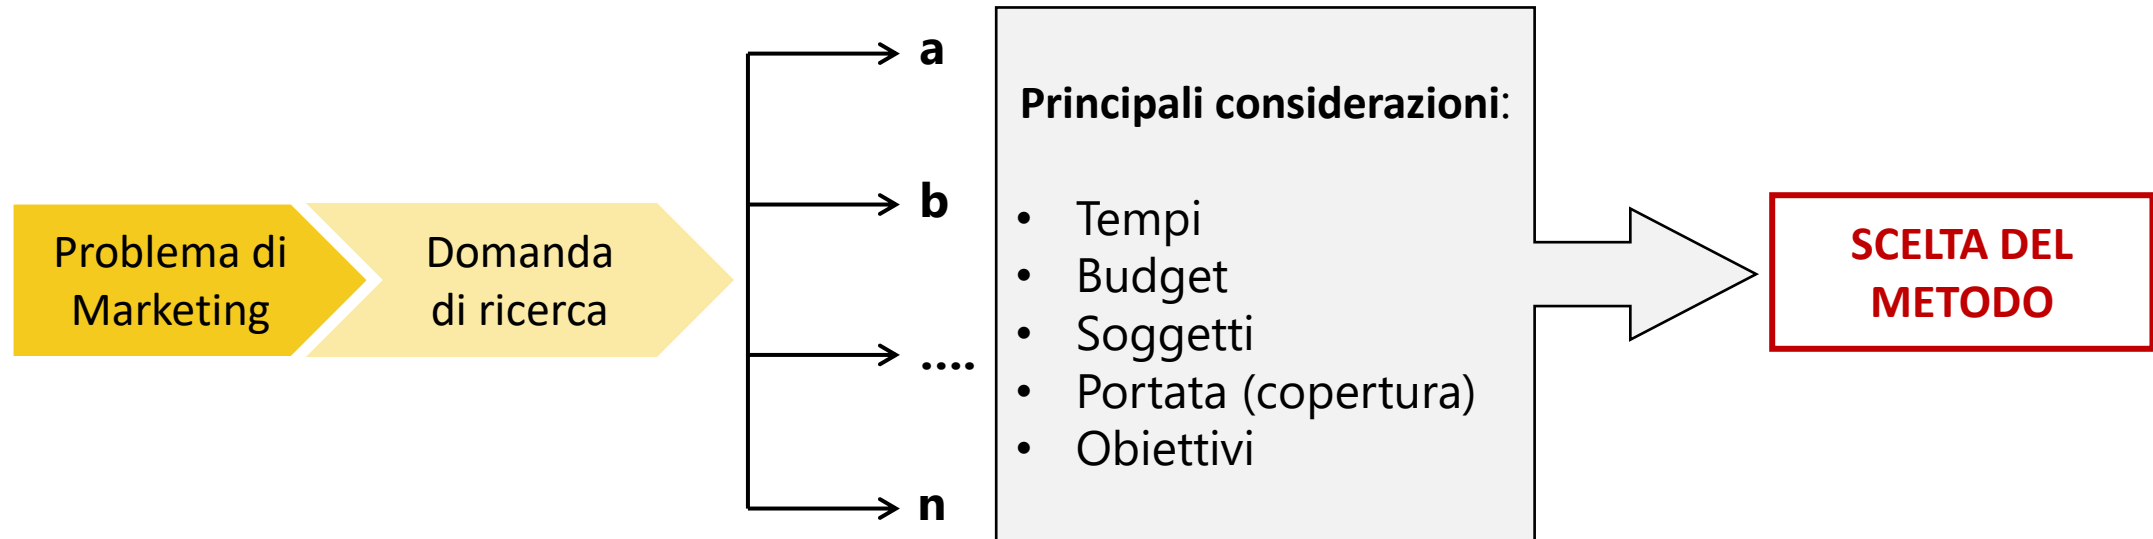 Problema di
Marketing
Domanda
di ricerca
a
b
....
n
Principali considerazioni:
• Tempi
• Budget
• Soggetti
• Portata (copertura)
• Obiettivi
SCELTA DEL
METODO